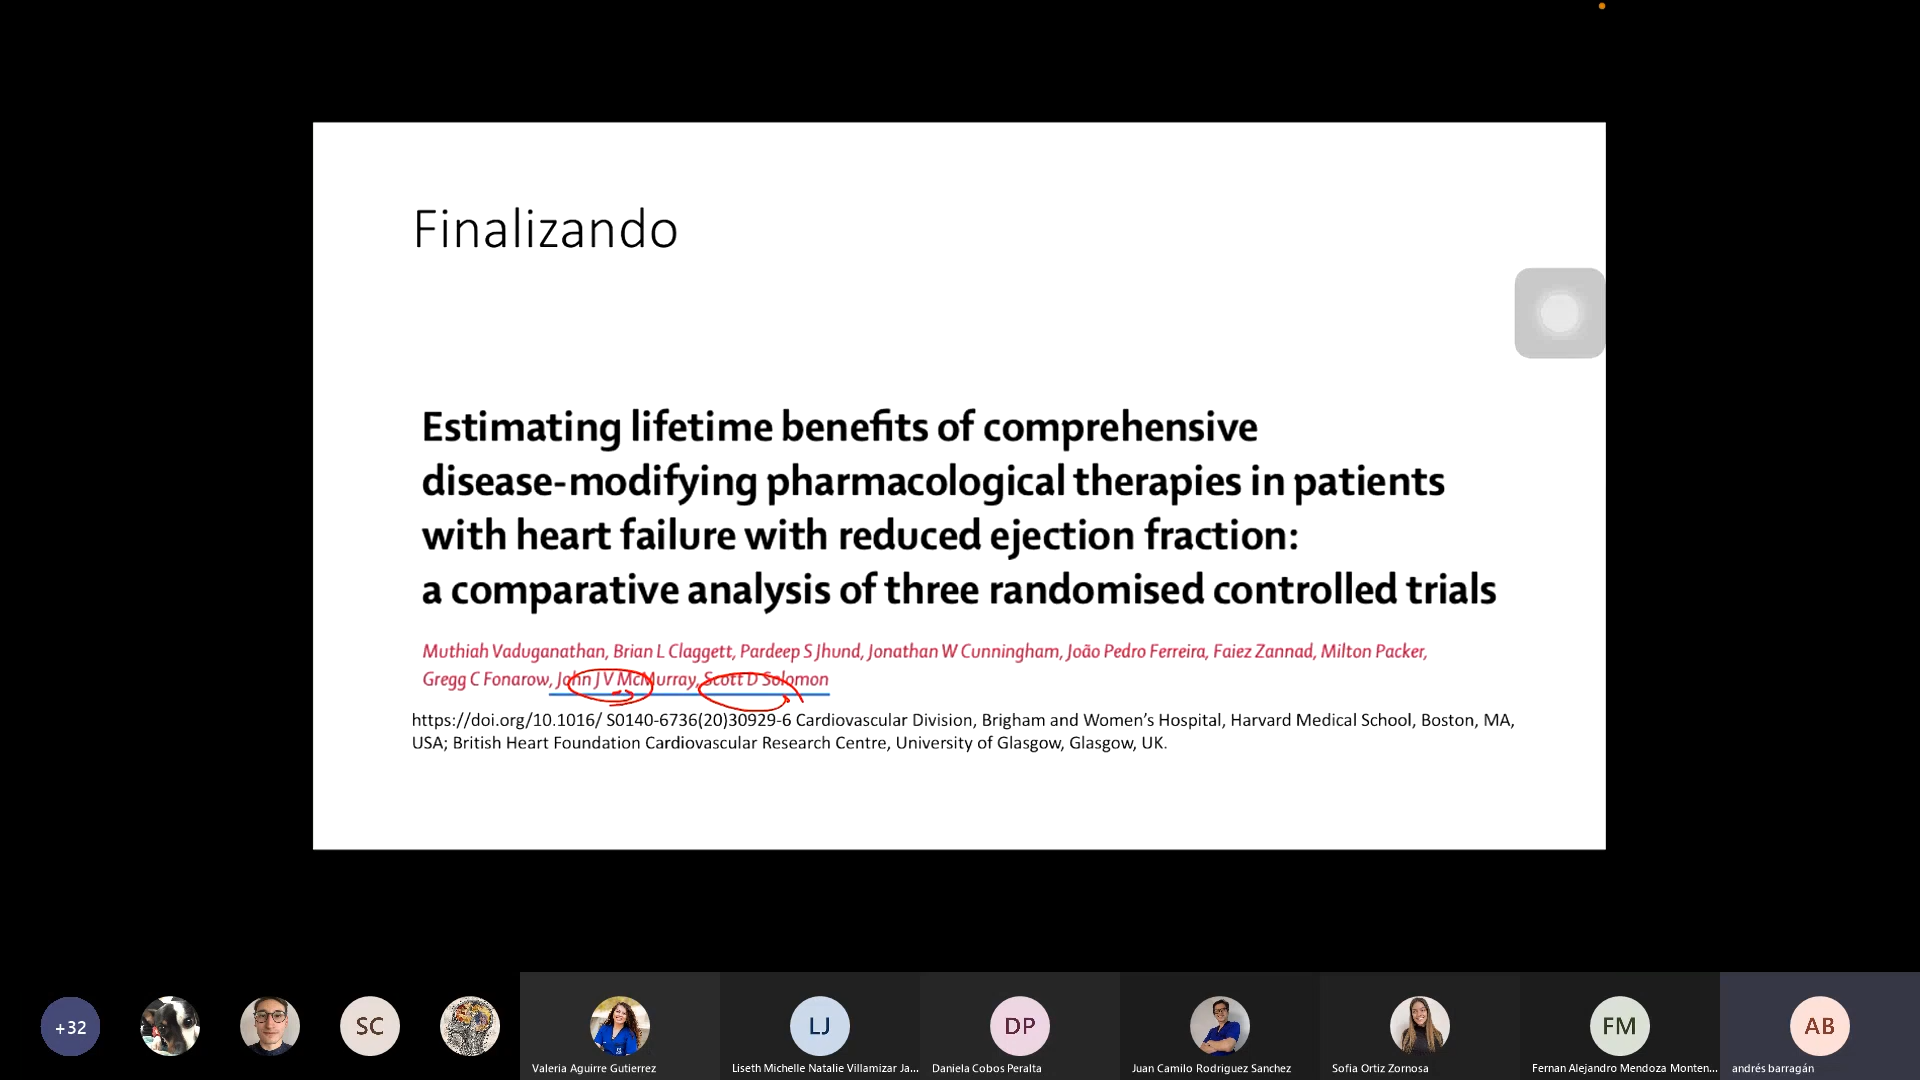 Finalizando
Estimating lifetime benefits of comprehensive
disease-modifying pharmacological therapies in patients
with heart failure with reduced ejection fraction:
a comparative analysis of three randomised controlled trials
Muthiah Vaduganathan, Brian L Claggett, Pardeep S Jhund, Jonathan W Cunningham, João Pedro Ferreira, Faiez Zannad, Milton Packer,
Gregg C Fonarow, John J V McMurray, Scott D Solomon
https://doi.org/10.1016/ S0140-6736(20)30929-6 Cardiovascular Division, Brigham and Women’s Hospital, Harvard Medical School, Boston, MA,
USA; British Heart Foundation Cardiovascular Research Centre, University of Glasgow, Glasgow, UK.
+32
SC
LJ
DP
FM
AB
Valeria Aguirre Gutierrez
Liseth Michelle Natalie Villamizar Ja...
Daniela Cobos Peralta
Juan Camilo Rodriguez Sanchez
Sofia Ortiz Zornosa
Fernan Alejandro Mendoza Monten...
andrés barragán